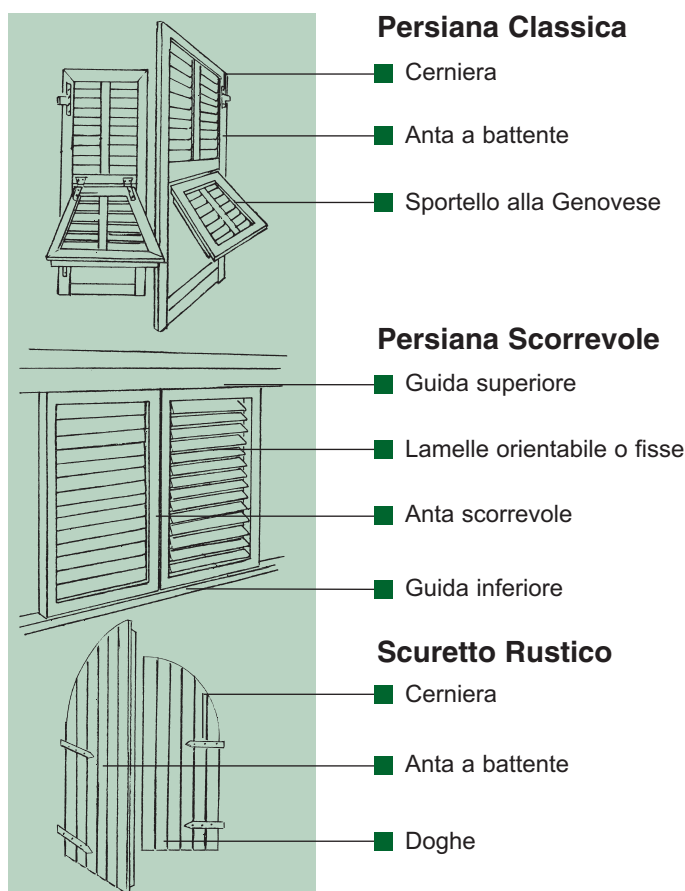 Persiana Classica
Cerniera
Anta a battente
Sportello alla Genovese
Persiana Scorrevole
Guida superiore
Lamelle orientabile o fisse
Anta scorrevole
Guida inferiore
Scuretto Rustico
Cerniera
Anta a battente
Doghe